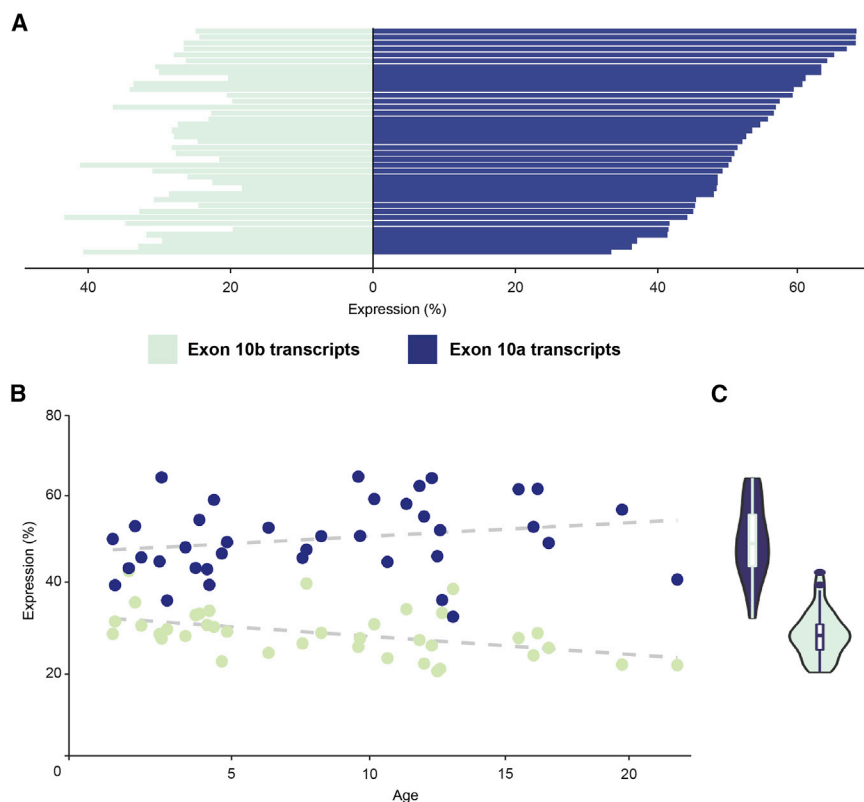 A
40 20 0 20 40 60
Expression (%)
Exon 10b transcripts Exon 10a transcripts
B
C
80
60
40
20
0
Expression (%)
5 10 15 20
Age